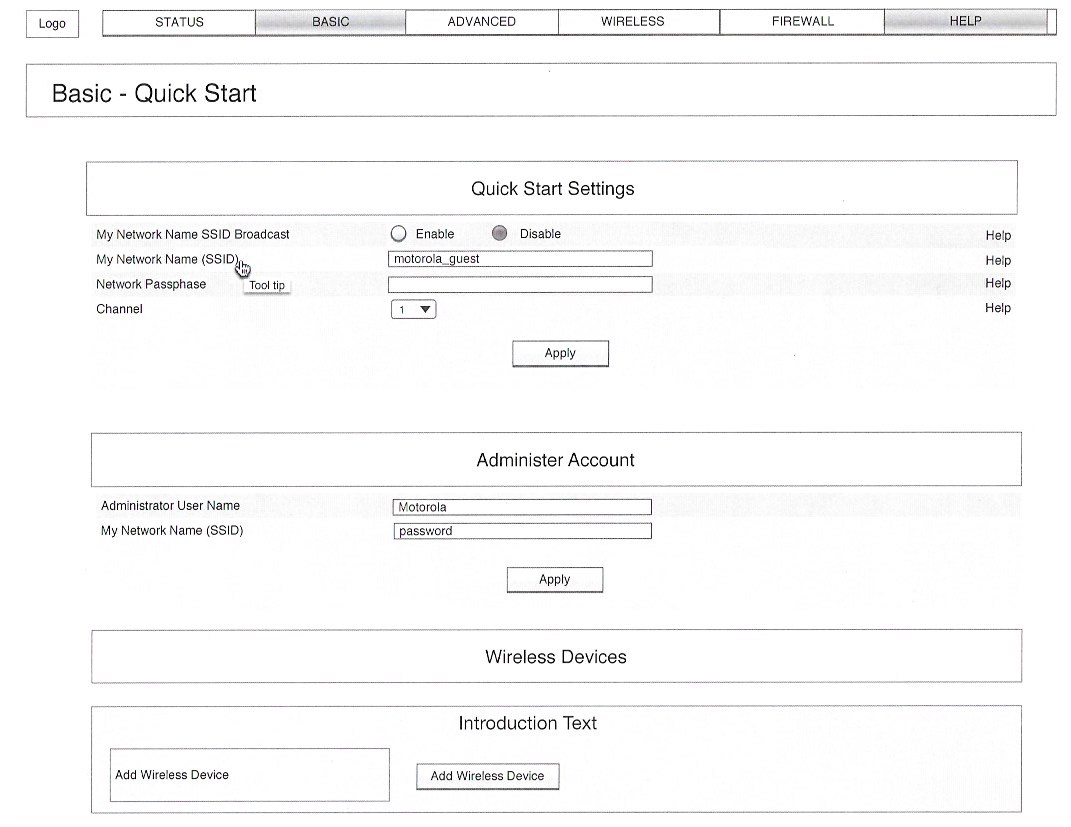 Logo STATUS BASIC ADVANCED WIRELESS FIREWALL HELP
Basic - Quick Start
Quick Start Settings
My Network Name SSID Broadcast Enable Disable Help
My Network Name (SSID) motorola_guest Help
Network Passphase Help
Tool tip
Channel 1 Help
Apply
Administer Account
Administrator User Name Motorola
My Network Name (SSID) password
Apply
Wireless Devices
Introduction Text
Add Wireless Device Add Wireless Device